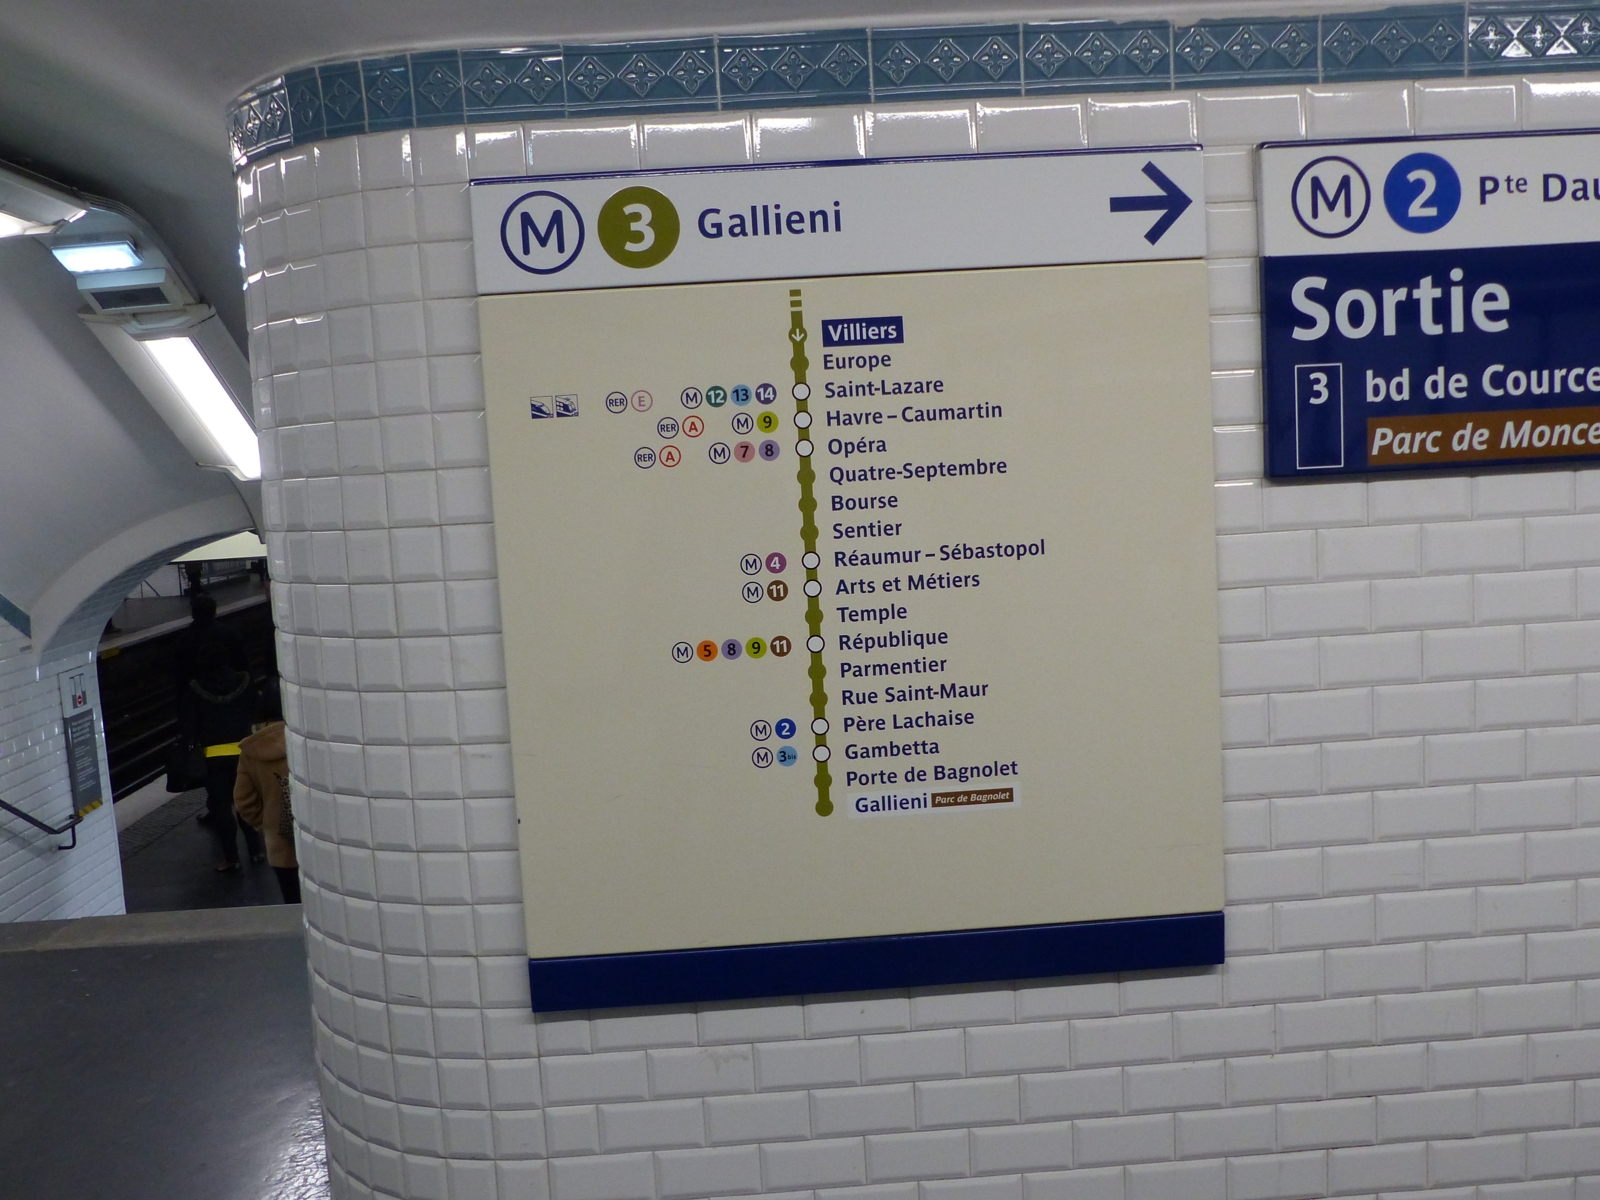 M 3 Gallieni
Villiers
Europe
RER E M 12 13 14 Saint-Lazare
RER A M 9 Havre – Caumartin
RER A M 7 8 Opéra
Quatre-Septembre
Bourse
Sentier
M 4 Réaumur – Sébastopol
M 11 Arts et Métiers
Temple
M 5 8 9 11 République
Parmentier
Rue Saint-Maur
M 2 Père Lachaise
M 3bis Gambetta
Porte de Bagnolet
Gallieni Parc de Bagnolet
M 2 Pte Dau
Sortie
3 bd deOurce
Parc de Monce